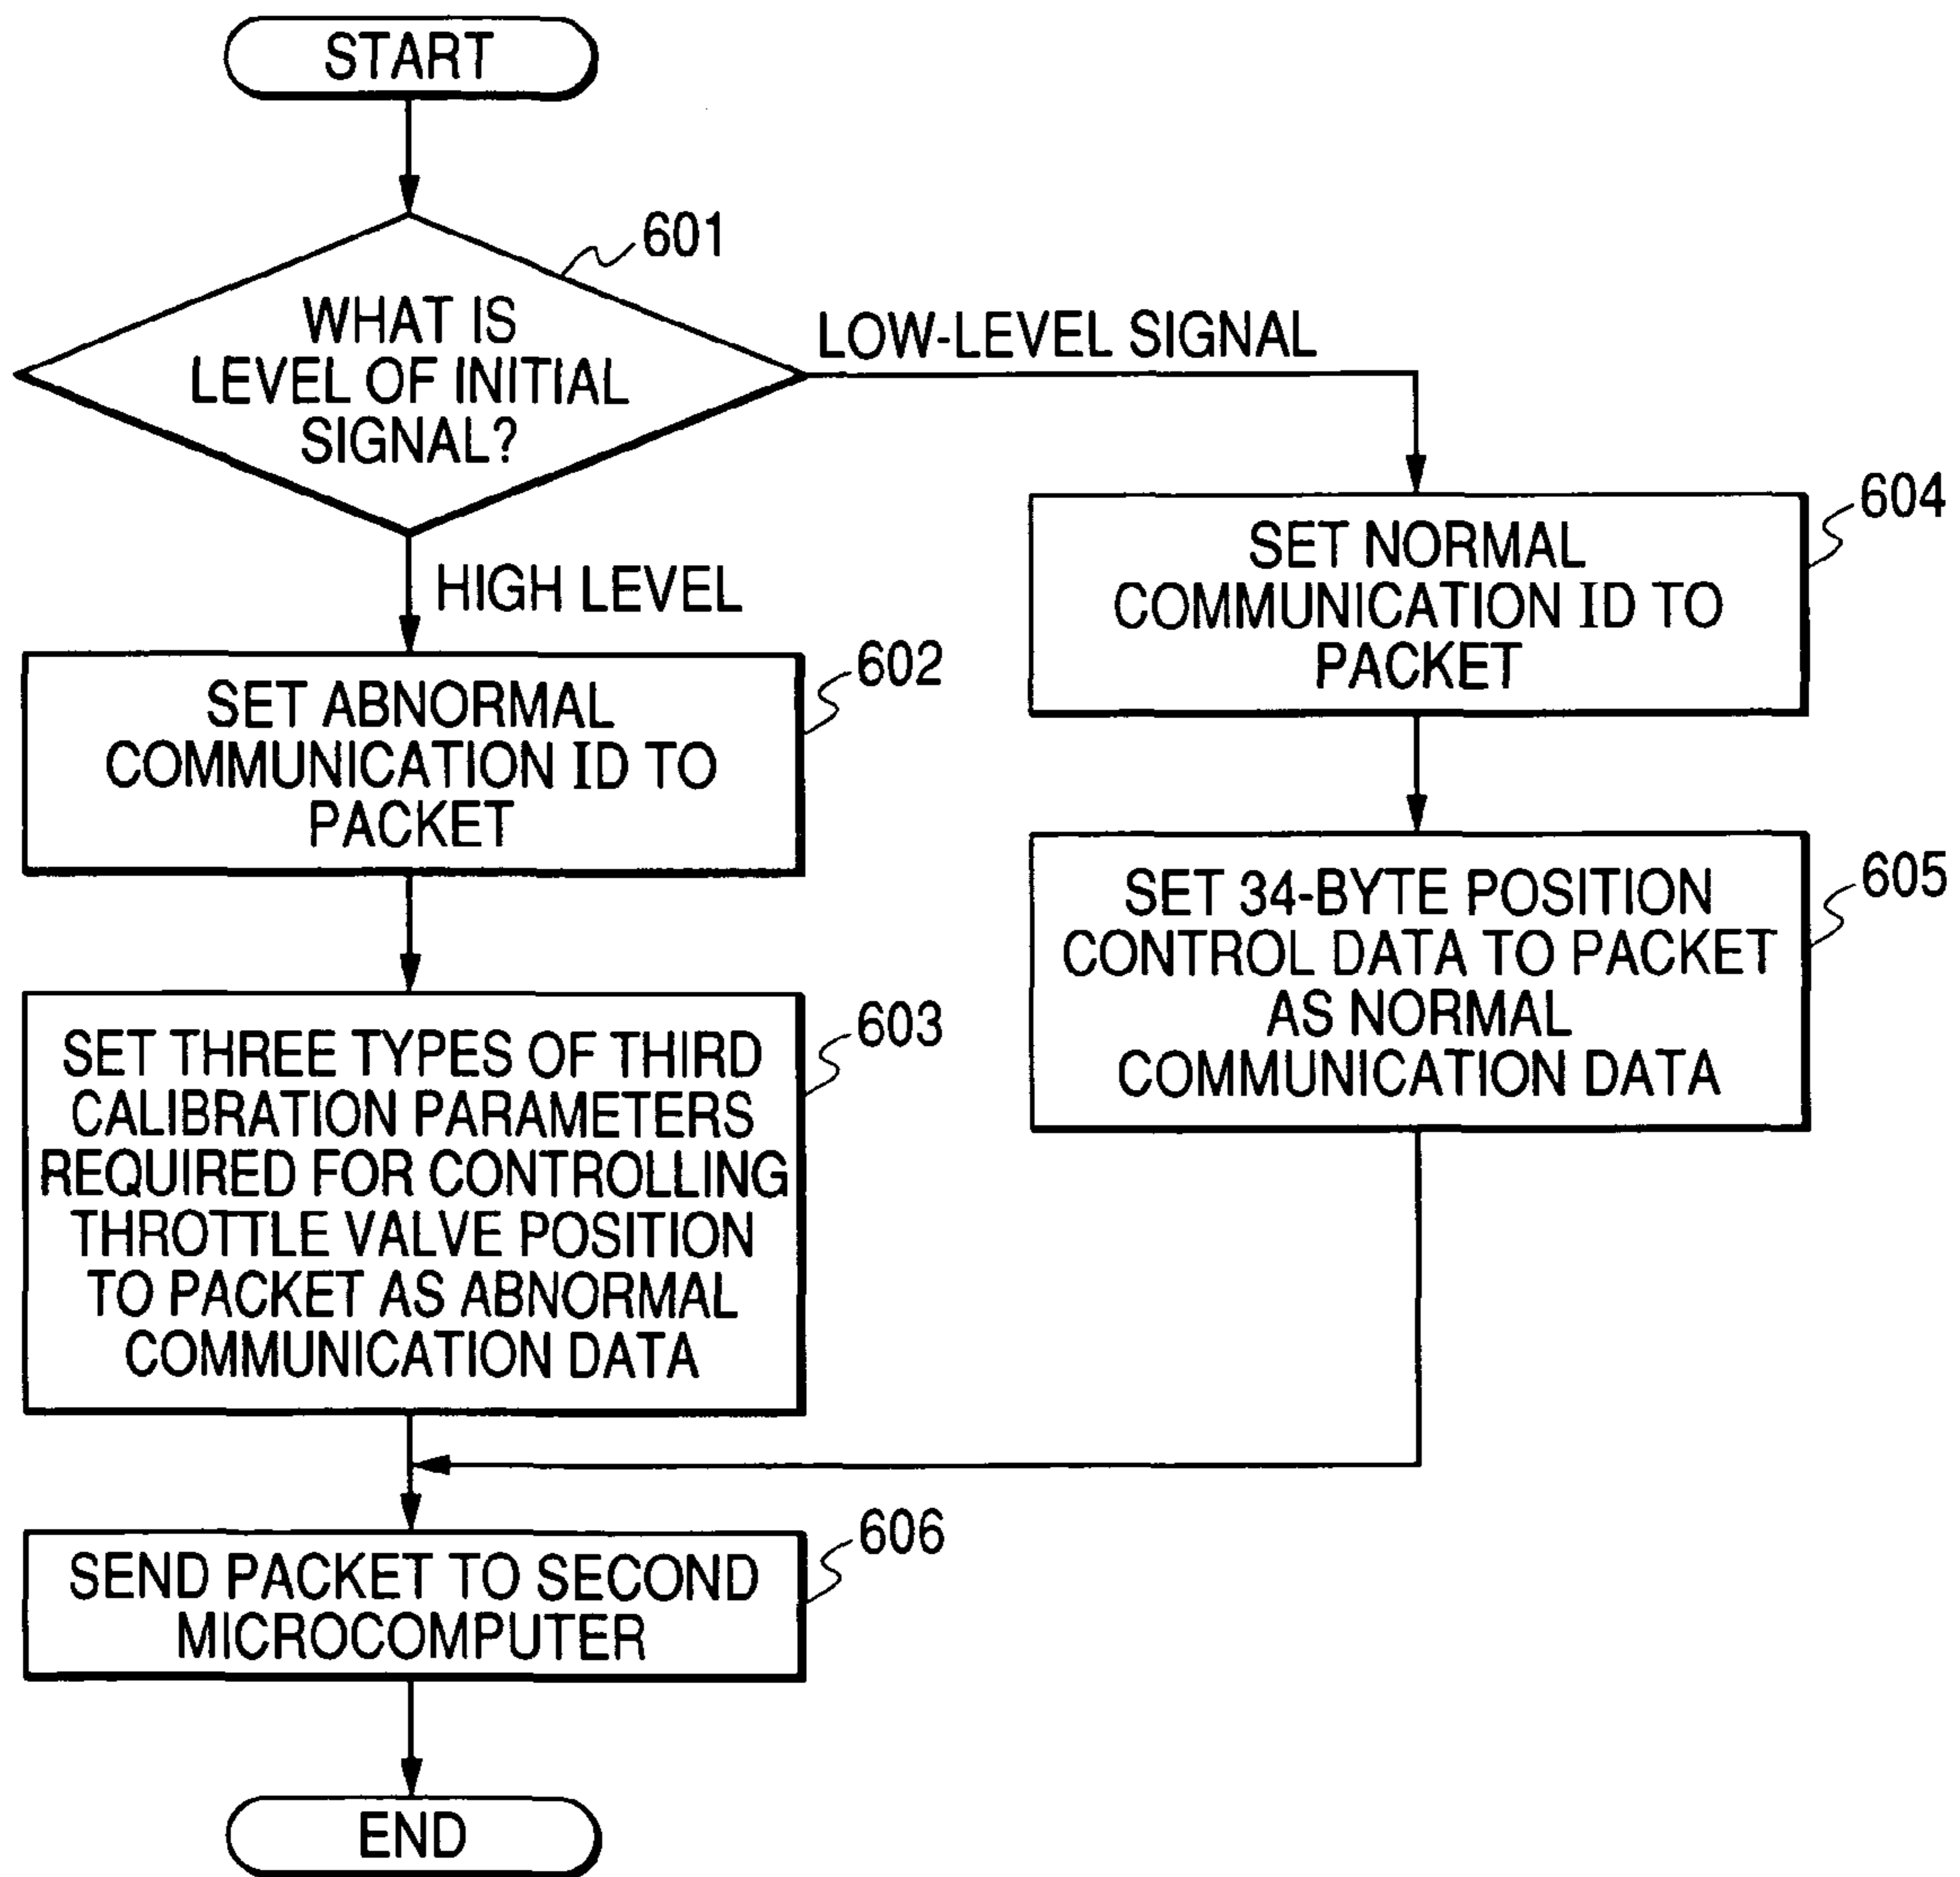 START
601
WHAT IS
LEVEL OF INITIAL
SIGNAL?
LOW-LEVEL SIGNAL
HIGH LEVEL
602
SET ABNORMAL
COMMUNICATION ID TO
PACKET
603
SET THREE TYPES OF THIRD
CALIBRATION PARAMETERS
REQUIRED FOR CONTROLLING
THROTTLE VALVE POSITION
TO PACKET AS ABNORMAL
COMMUNICATION DATA
604
SET NORMAL
COMMUNICATION ID TO
PACKET
605
SET 34-BYTE POSITION
CONTROL DATA TO PACKET
AS NORMAL
COMMUNICATION DATA
606
SEND PACKET TO SECOND
MICROCOMPUTER
END